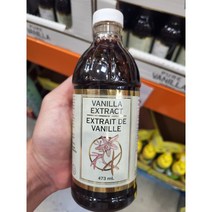 VANILLA
EXTRACT
EXTRAIT DE
VANILLE
473 mL
VANILLA